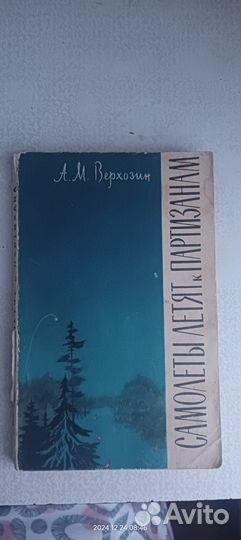 А. М. Верхозин
САМОЛЕТЫ ЛЕТЯТ к ПАРТИЗАНАМ
2024.12.24 08:46
Avito